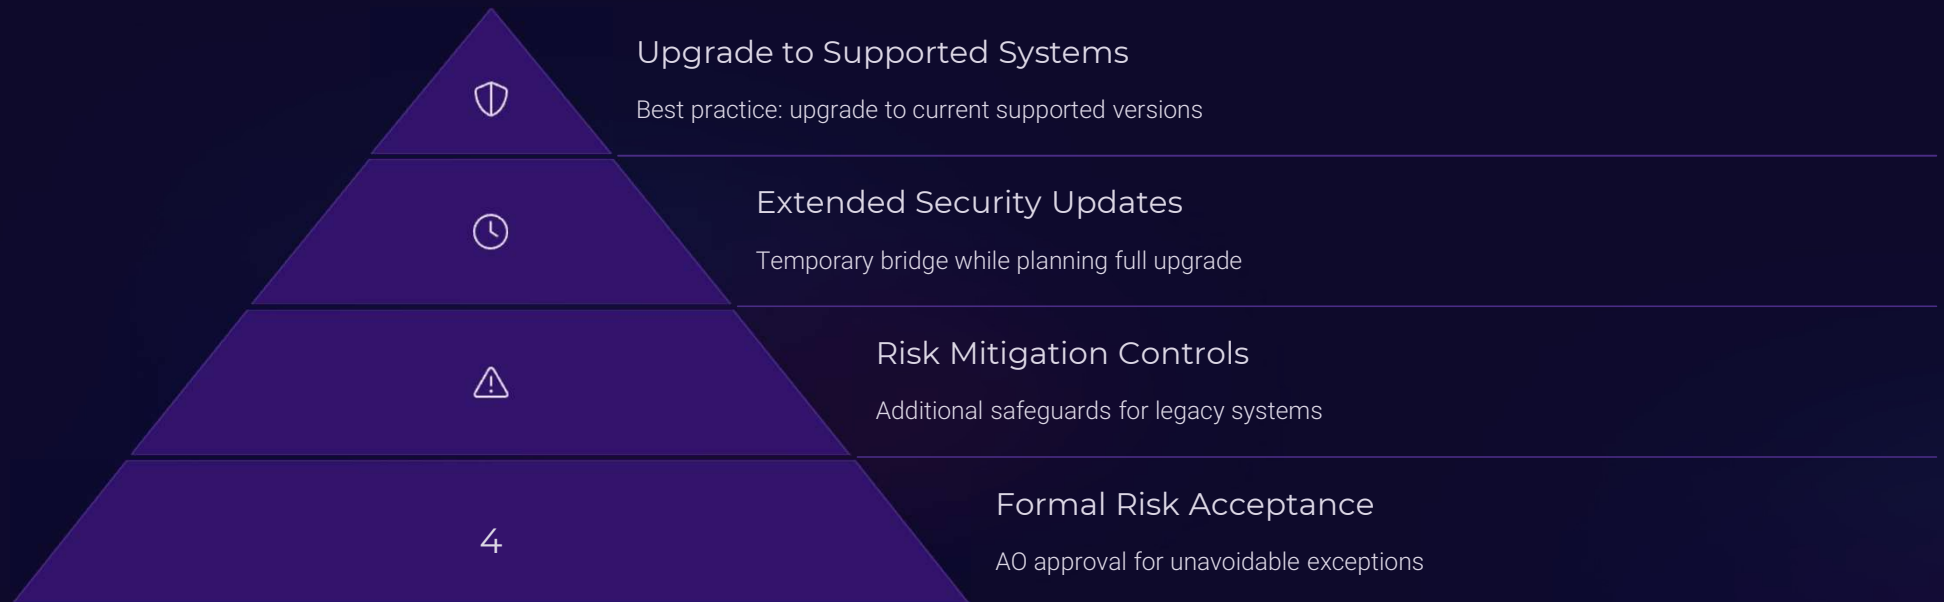 Upgrade to Supported Systems
Best practice: upgrade to current supported versions
Extended Security Updates
Temporary bridge while planning full upgrade
Risk Mitigation Controls
Additional safeguards for legacy systems
4
Formal Risk Acceptance
AO approval for unavoidable exceptions